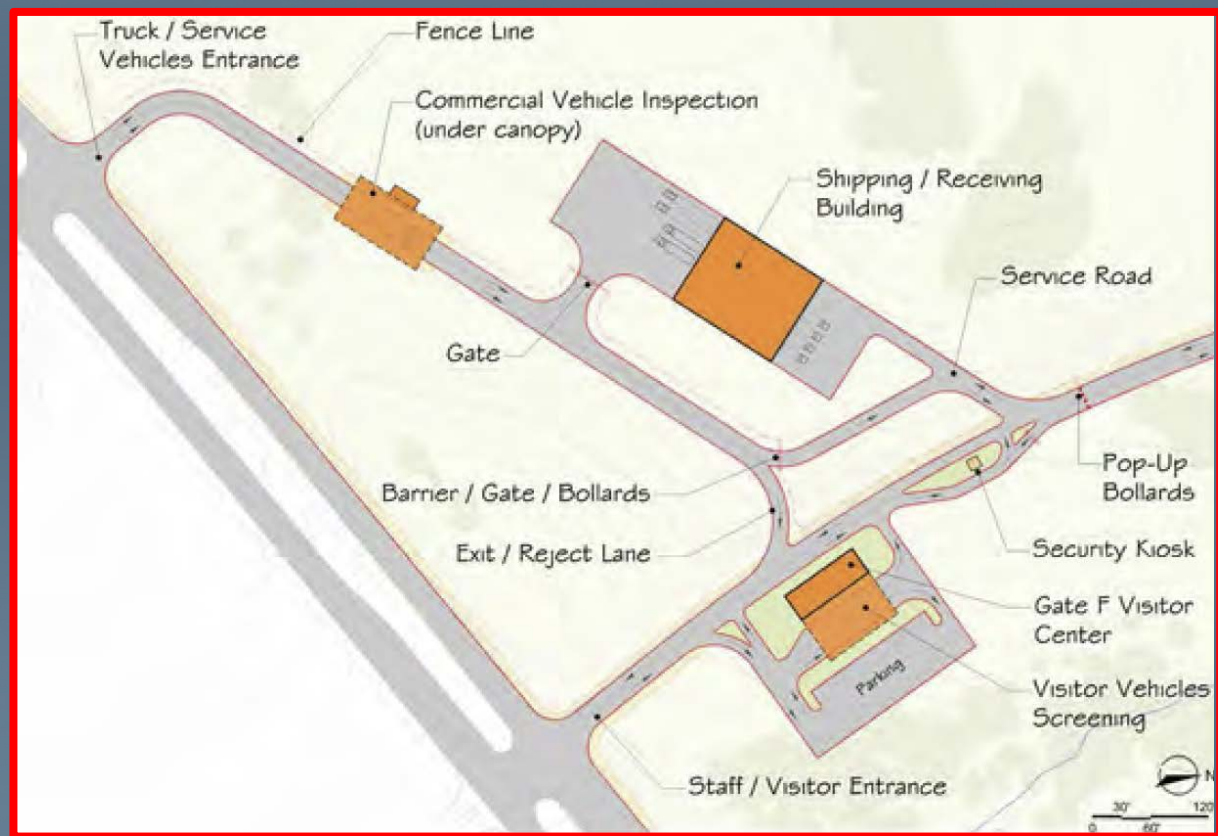 Truck / Service
Vehicles Entrance
Fence Line
Commercial Vehicle Inspection
(under canopy)
Shipping / Receiving
Building
Service Road
Gate
Barrier / Gate / Bollards
Pop-Up
Bollards
Exit / Reject Lane
Security Kiosk
Gate F Visitor
Center
Parking
Visitor Vehicles
Screening
Staff / Visitor Entrance
N
30'
120
0
60'